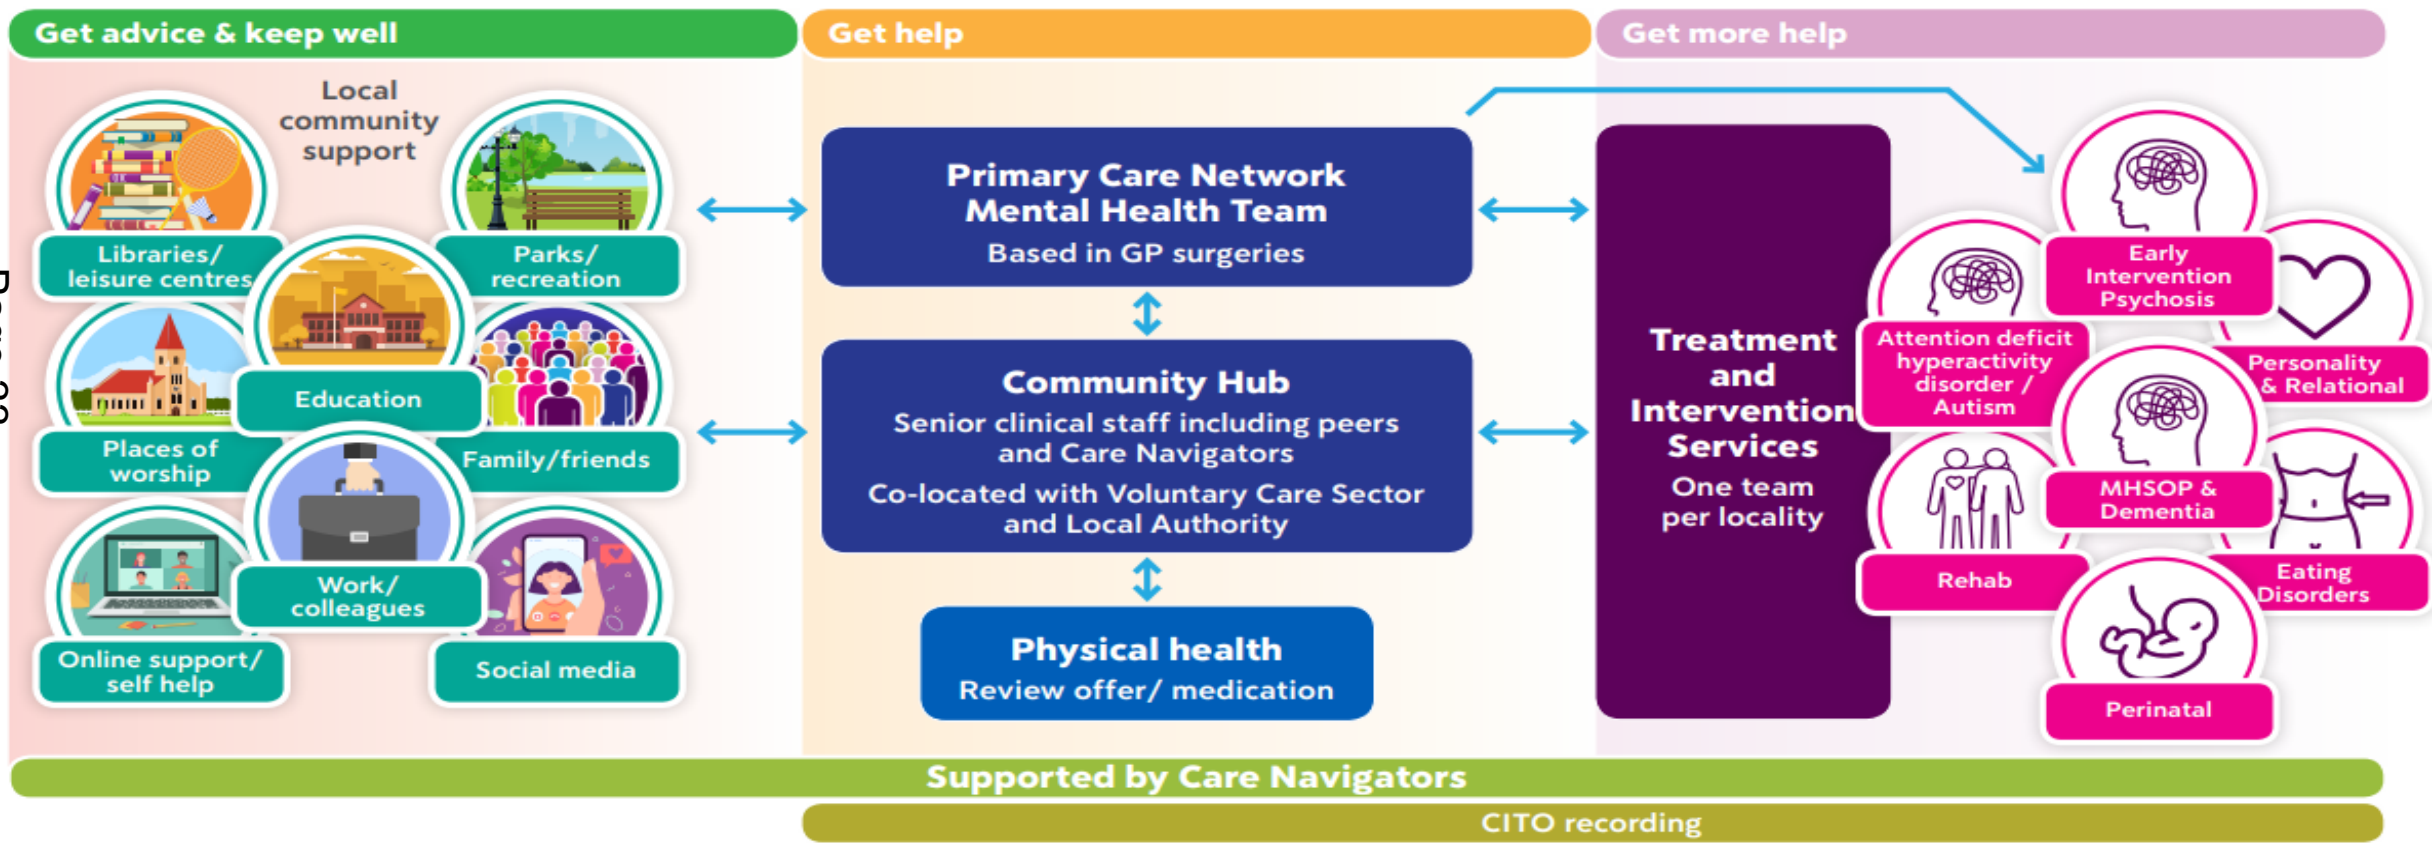 Get advice & keep well
Local
community
support
Libraries/
leisure centres
Parks/
recreation
Education
Places of
worship
Family/friends
Work/
colleagues
Online support/
self help
Social media
Get help
Primary Care Network
Mental Health Team
Based in GP surgeries
Community Hub
Senior clinical staff including peers
and Care Navigators
Co-located with Voluntary Care Sector
and Local Authority
Physical health
Review offer/ medication
Get more help
Treatment
and
Intervention
Services
One team
per locality
Early
Intervention
Psychosis
Attention deficit
hyperactivity
disorder /
Autism
Personality
& Relational
MHSOP &
Dementia
Rehab
Eating
Disorders
Perinatal
Supported by Care Navigators
CITO recording